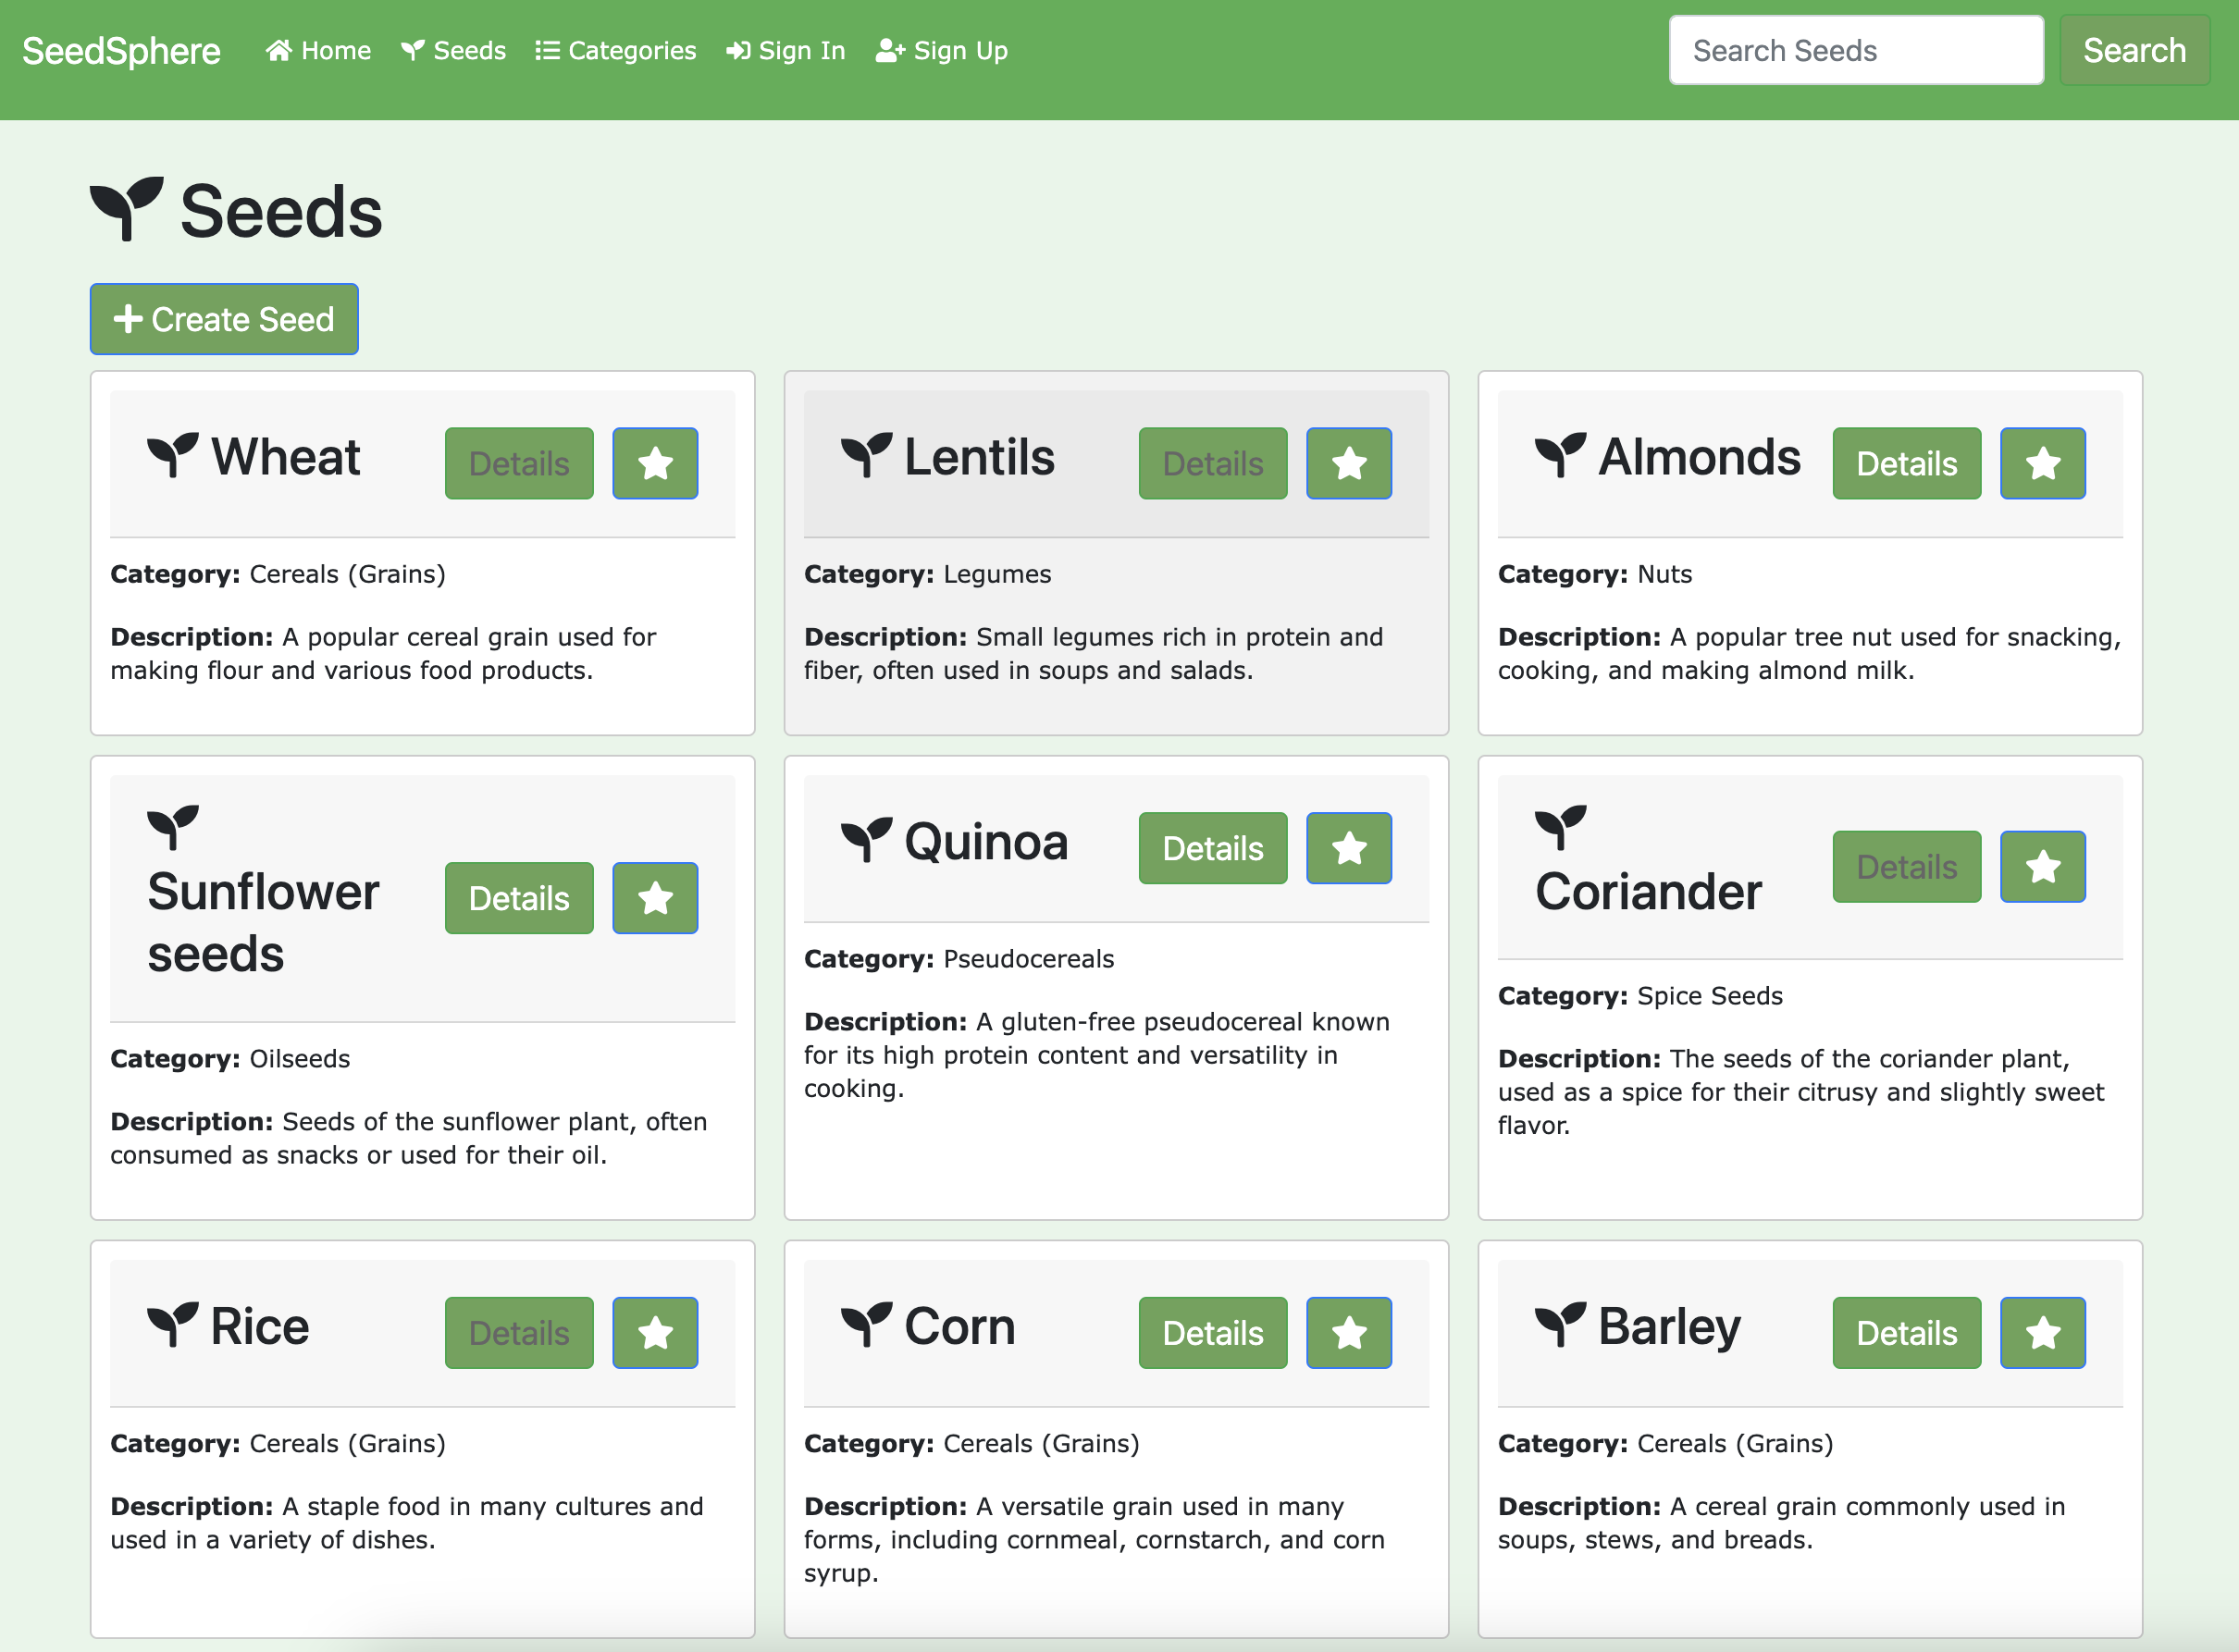 SeedSphere Home Seeds Categories Sign In Sign Up Search Seeds Search
Seeds
Create Seed
Wheat Details
Category: Cereals (Grains)
Description: A popular cereal grain used for
making flour and various food products.
Lentils Details
Category: Legumes
Description: Small legumes rich in protein and
fiber, often used in soups and salads.
Almonds Details
Category: Nuts
Description: A popular tree nut used for snacking,
cooking, and making almond milk.
Sunflower
seeds
Details
Category: Oilseeds
Description: Seeds of the sunflower plant, often
consumed as snacks or used for their oil.
Quinoa Details
Category: Pseudocereals
Description: A gluten-free pseudocereal known
for its high protein content and versatility in
cooking.
Coriander Details
Category: Spice Seeds
Description: The seeds of the coriander plant,
used as a spice for their citrusy and slightly sweet
flavor.
Rice Details
Category: Cereals (Grains)
Description: A staple food in many cultures and
used in a variety of dishes.
Corn Details
Category: Cereals (Grains)
Description: A versatile grain used in many
forms, including cornmeal, cornstarch, and corn
syrup.
Barley Details
Category: Cereals (Grains)
Description: A cereal grain commonly used in
soups, stews, and breads.